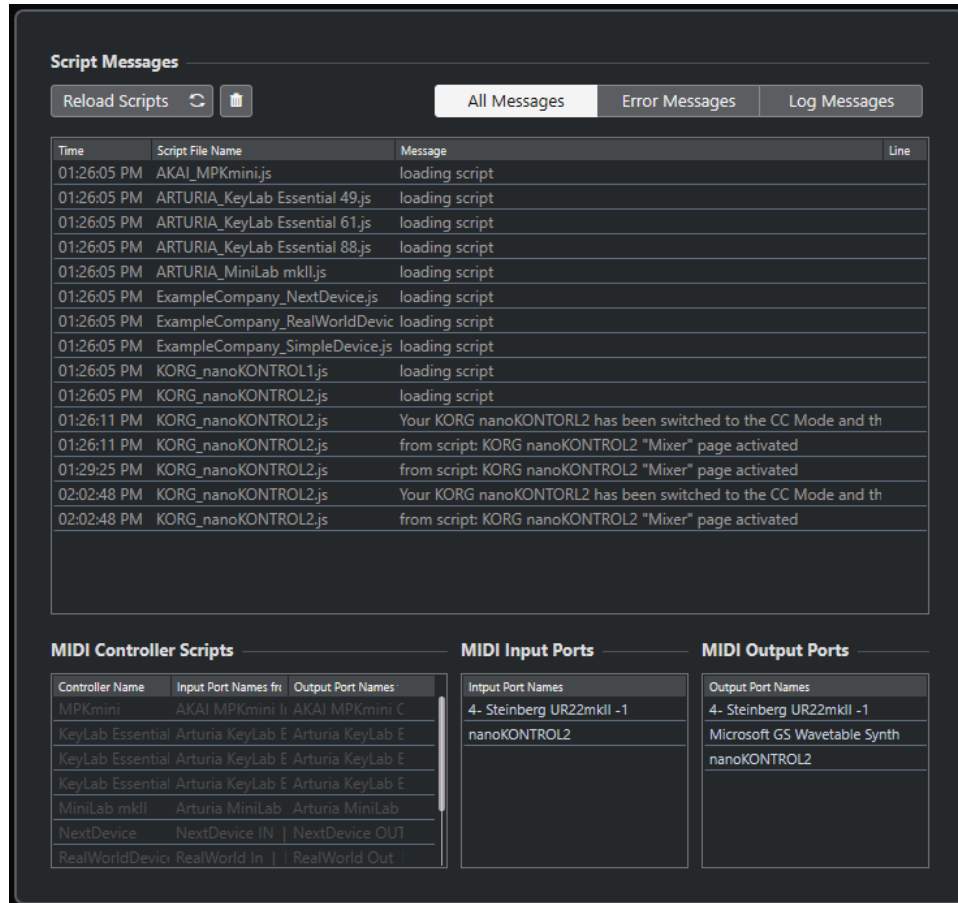 Script Messages
Reload Scripts
All Messages Error Messages Log Messages
Time Script File Name Message Line
01:26:05 PM AKAI_MPKmini.js loading script
01:26:05 PM ARTURIA_KeyLab Essential 49.js loading script
01:26:05 PM ARTURIA_KeyLab Essential 61.js loading script
01:26:05 PM ARTURIA_KeyLab Essential 88.js loading script
01:26:05 PM ARTURIA_MiniLab mkII.js loading script
01:26:05 PM ExampleCompany_NextDevice.js loading script
01:26:05 PM ExampleCompany_RealWorldDevic loading script
01:26:05 PM ExampleCompany_SimpleDevice.js loading script
01:26:05 PM KORG_nanoKONTROL1.js loading script
01:26:05 PM KORG_nanoKONTROL2.js loading script
01:26:11 PM KORG_nanoKONTROL2.js Your KORG nanoKONTORL2 has been switched to the CC Mode and th
01:26:11 PM KORG_nanoKONTROL2.js from script: KORG nanoKONTROL2 "Mixer" page activated
01:29:25 PM KORG_nanoKONTROL2.js from script: KORG nanoKONTROL2 "Mixer" page activated
02:02:48 PM KORG_nanoKONTROL2.js Your KORG nanoKONTORL2 has been switched to the CC Mode and th
02:02:48 PM KORG_nanoKONTROL2.js from script: KORG nanoKONTROL2 "Mixer" page activated
MIDI Controller Scripts
Controller Name Input Port Names fr Output Port Names
MPKmini AKAI MPKmini I AKAI MPKmini C
KeyLab Essential Arturia KeyLab E Arturia KeyLab E
KeyLab Essential Arturia KeyLab E Arturia KeyLab E
KeyLab Essential Arturia KeyLab E Arturia KeyLab E
MiniLab mkII Arturia MiniLab Arturia MiniLab
NextDevice NextDevice IN | NextDevice OUT
RealWorldDevic RealWorld In | RealWorld Out
MIDI Input Ports
Intput Port Names
4- Steinberg UR22mkII -1
nanoKONTROL2
MIDI Output Ports
Output Port Names
4- Steinberg UR22mkII -1
Microsoft GS Wavetable Synth
nanoKONTROL2